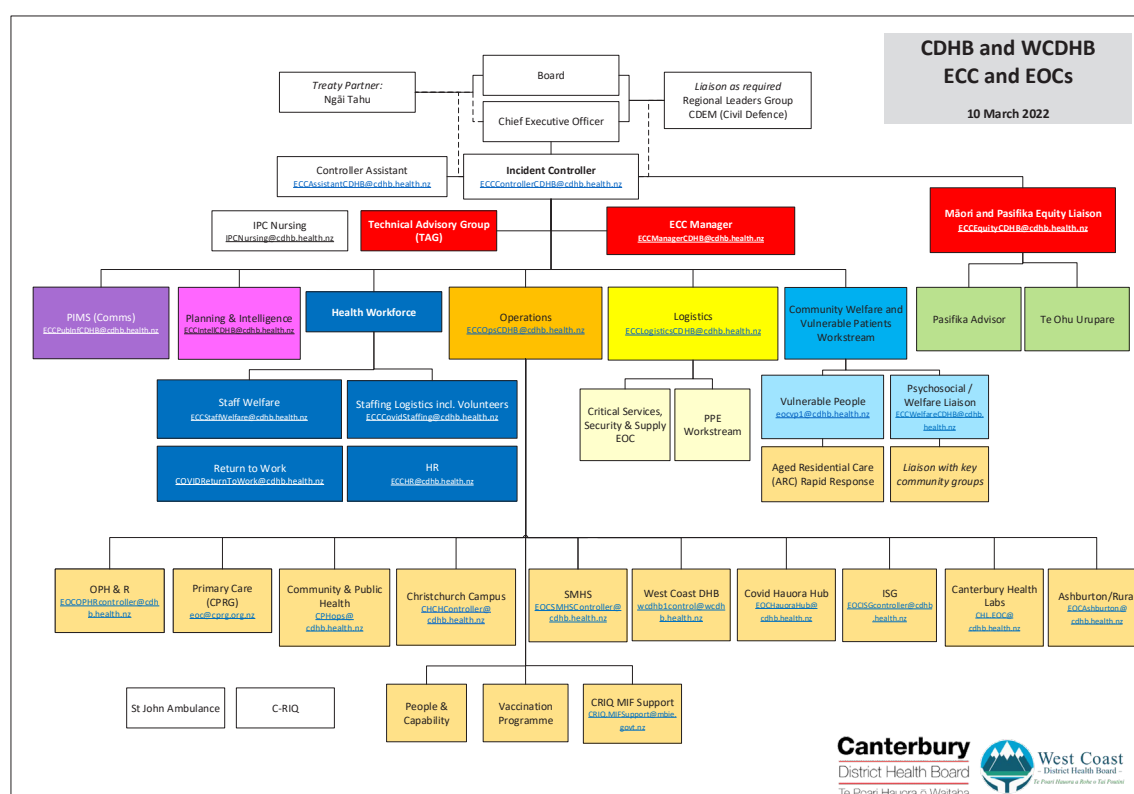 CDHB and WCDHB
ECC and EOCs
10 March 2022
Board
Treaty Partner:
Ngāi Tahu
Liaison as required
Regional Leaders Group
CDEM (Civil Defence)
Chief Executive Officer
Controller Assistant
ECCAssistantCDHB@cdhb.health.nz
Incident Controller
ECCControllerCDHB@cdhb.health.nz
IPC Nursing
IPCNursing@cdhb.health.nz
Technical Advisory Group
(TAG)
ECC Manager
ECCManagerCDHB@cdhb.health.nz
Māori and Pasifika Equity Liaison
ECCEquityCDHB@cdhb.health.nz
PIMS (Comms)
ECCPubInfCDHB@cdhb.health.nz
Planning & Intelligence
ECCIntellCDHB@cdhb.health.nz
Health Workforce
Operations
ECCOpsCDHB@cdhb.health.nz
Logistics
ECCLogisticsCDHB@cdhb.health.nz
Community Welfare and
Vulnerable Patients
Workstream
Pasifika Advisor
Te Ohu Urupare
Staff Welfare
ECCStaffWelfare@cdhb.health.nz
Staffing Logistics incl. Volunteers
ECCCovidStaffing@cdhb.health.nz
Critical Services,
Security & Supply
EOC
PPE
Workstream
Vulnerable People
eocvp1@cdhb.health.nz
Psychosocial /
Welfare Liaison
ECCWelfareCDHB@cdhb.
health.nz
Return to Work
COVIDReturnToWork@cdhb.health.nz
HR
ECCHR@cdhb.health.nz
Aged Residential Care
(ARC) Rapid Response
Liaison with key
community groups
OPH & R
EOCOPHRcontroller@cdh
b.health.nz
Primary Care
(CPRG)
eoc@cprg.org.nz
Community & Public
Health
CPHops@
cdhb.health.nz
Christchurch Campus
CHCHController@
cdhb.health.nz
SMHS
EOCSMHSController@
cdhb.health.nz
West Coast DHB
wcdhb1control@wcdh
b.health.nz
Covid Hauora Hub
EOCHauoraHub@
cdhb.health.nz
ISG
EOCISGcontroller@cdhb
.health.nz
Canterbury Health
Labs
CHL.EOC@
cdhb.health.nz
Ashburton/Rural
EOCAshburton@
cdhb.health.nz
St John Ambulance
C-RIQ
People &
Capability
Vaccination
Programme
CRIQ MIF Support
CRIQ.MIFSupport@mbie.
govt.nz
Canterbury
District Health Board
Te Poari Hauora ō Waitaha
West Coast
- District Health Board -
Te Poari Hauora a Rohe o Tai Poutini